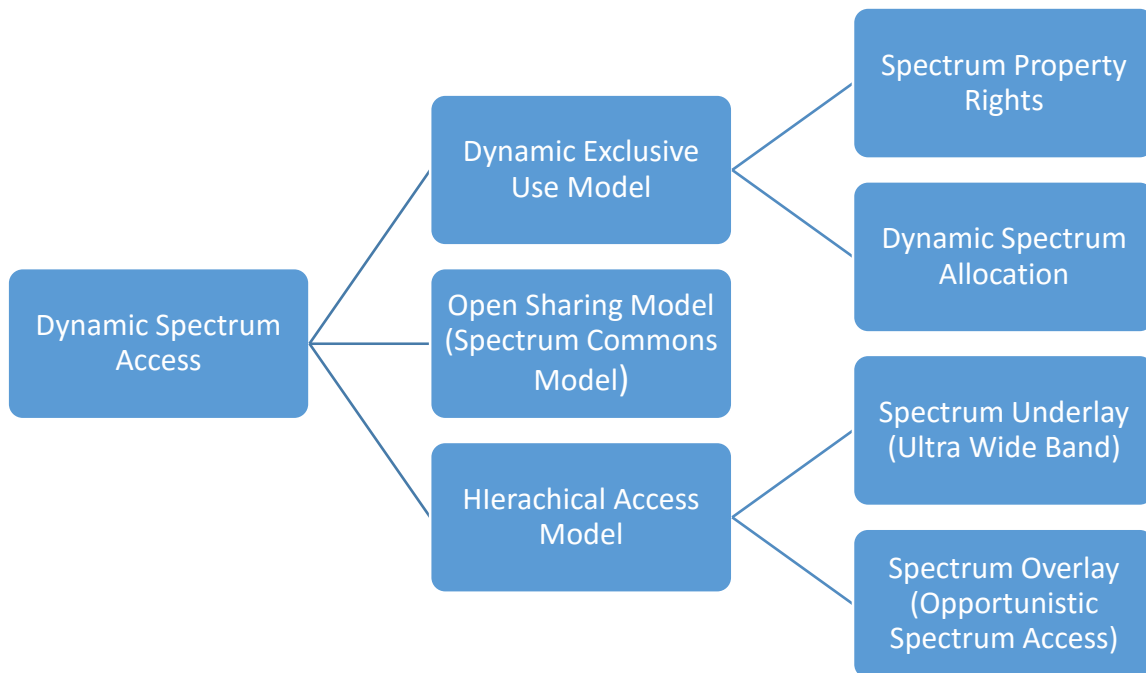 Dynamic Spectrum
Access
Dynamic Exclusive
Use Model
Open Sharing Model
(Spectrum Commons
Model)
HIerachical Access
Model
Spectrum Property
Rights
Dynamic Spectrum
Allocation
Spectrum Underlay
(Ultra Wide Band)
Spectrum Overlay
(Opportunistic
Spectrum Access)